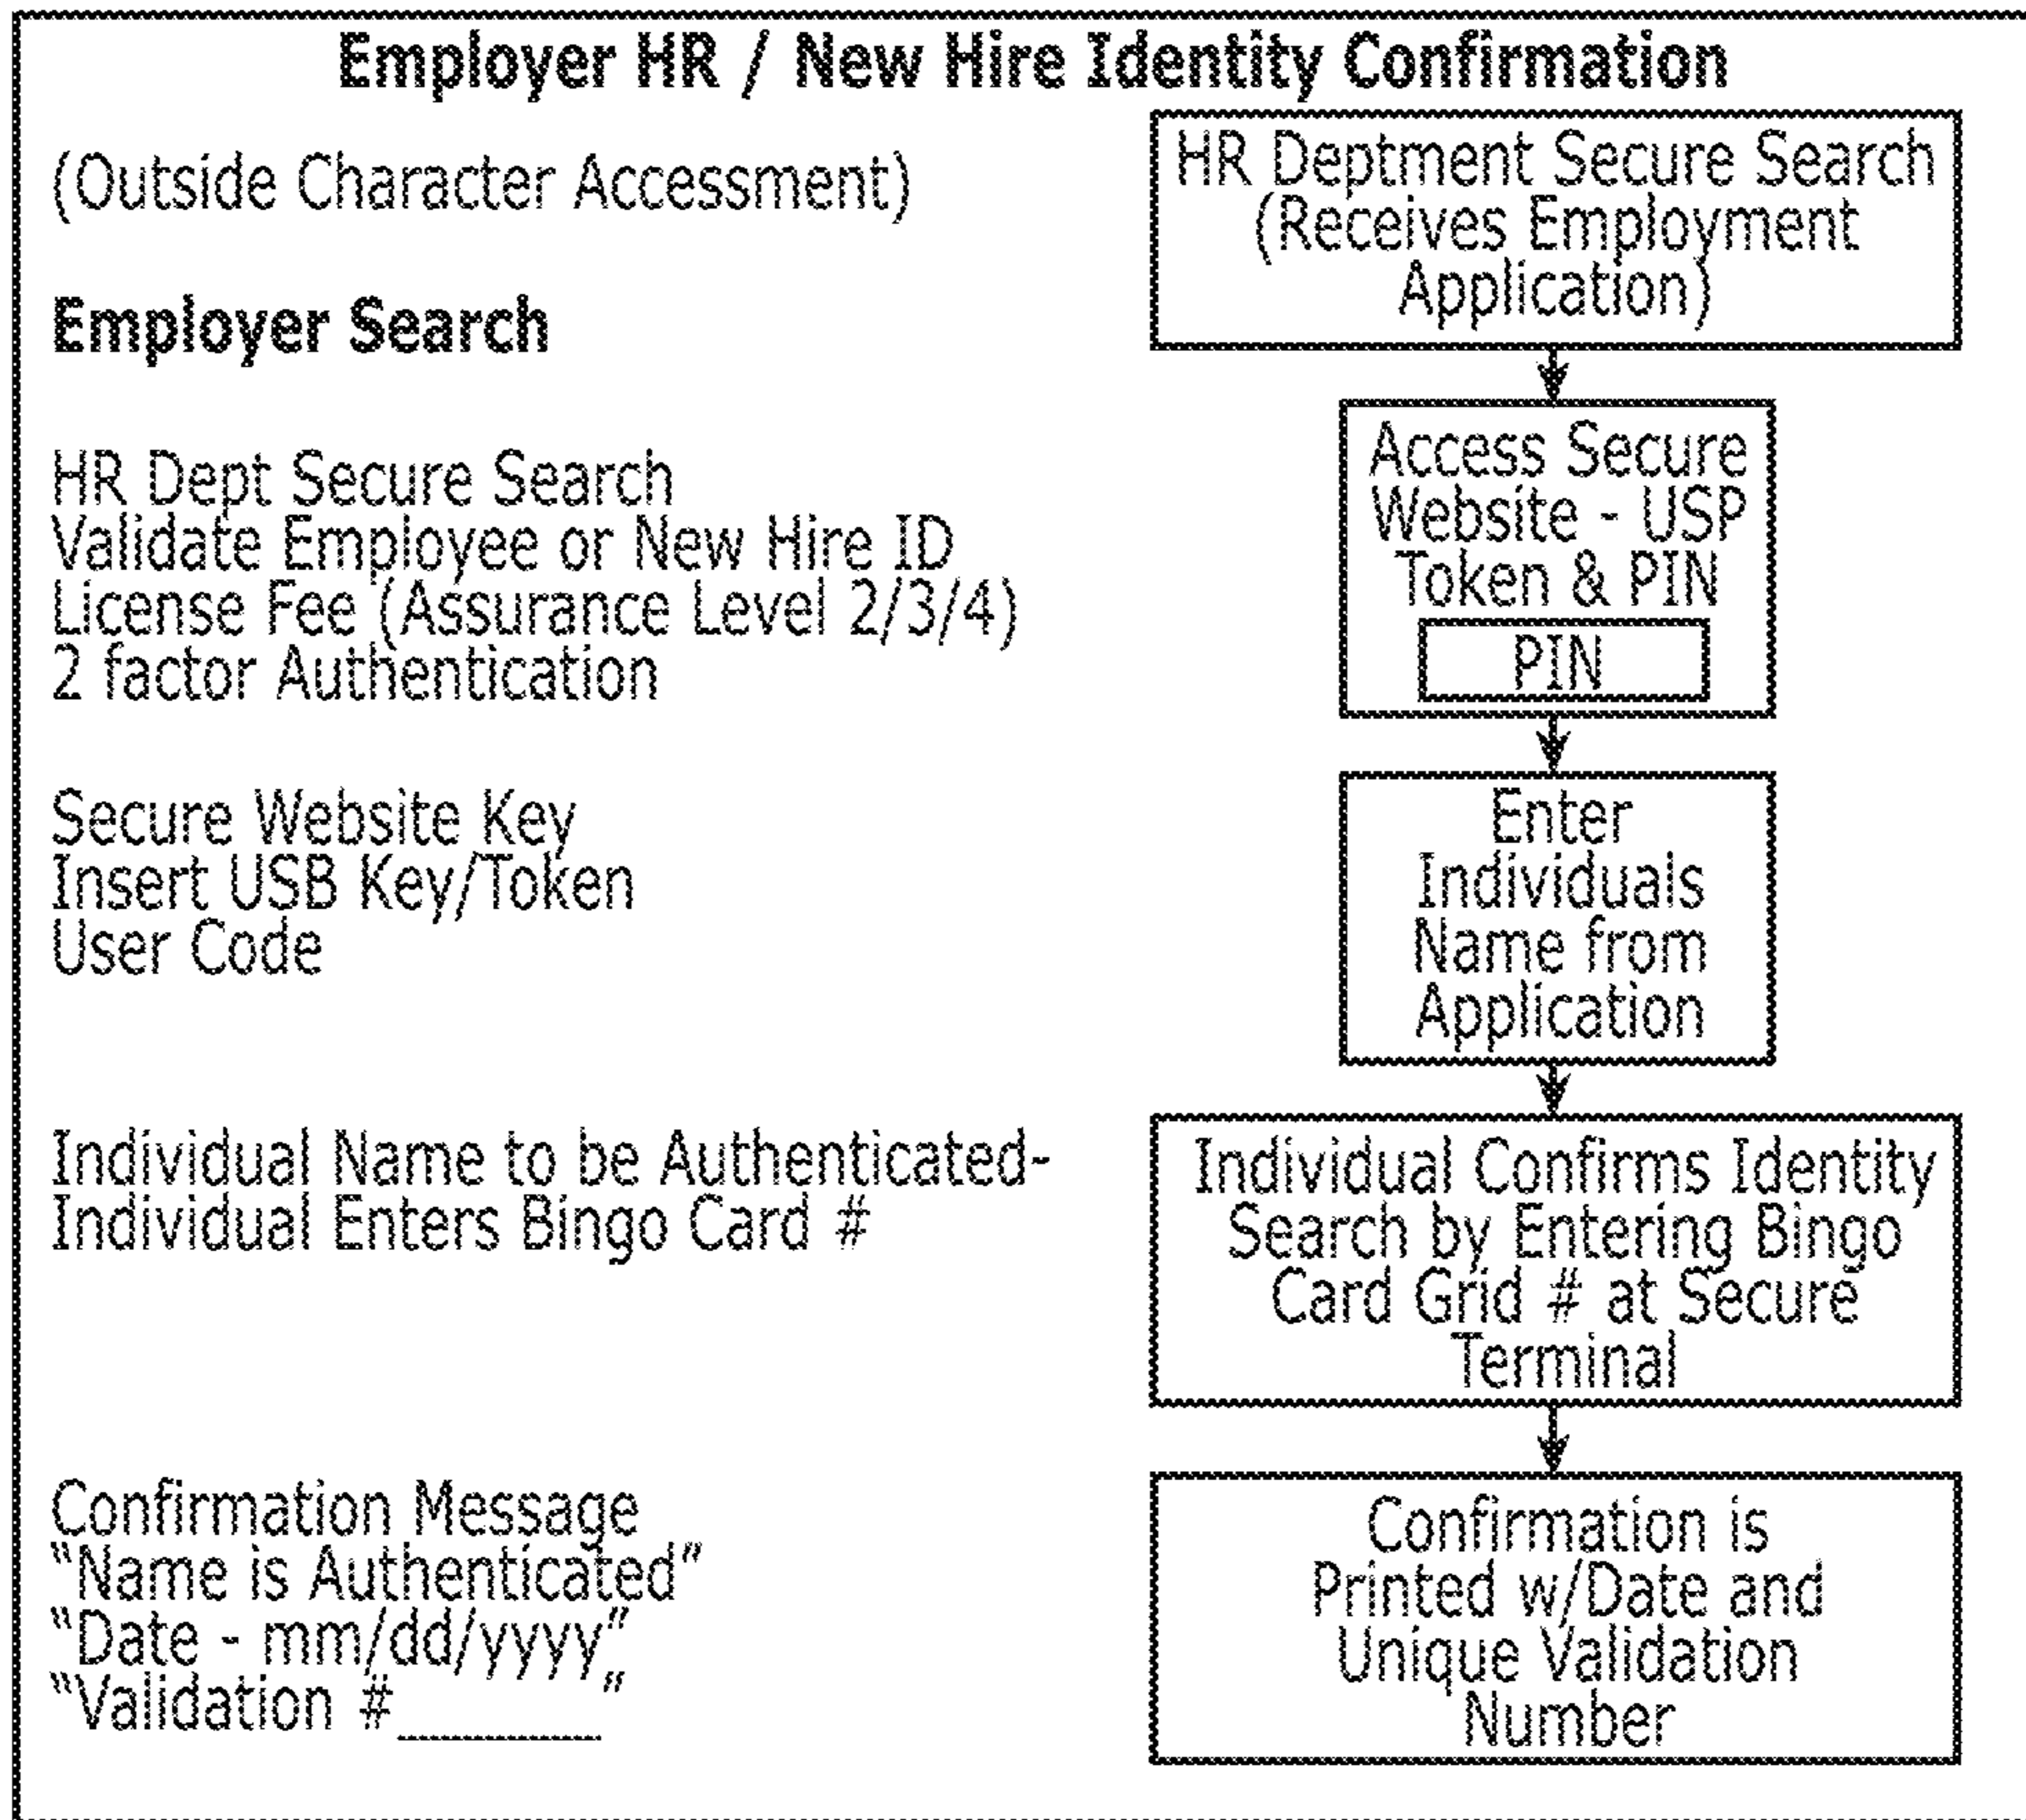 Employer HR / New Hire Identity Confirmation
(Outside Character Accessment)
Employer Search
HR Dept Secure Search
Validate Employee or New Hire ID
License Fee (Assurance Level 2/3/4)
2 factor Authentication
Secure Website Key
Insert USB Key/Token
User Code
Individual Name to be Authenticated-
Individual Enters Bingo Card #
Confirmation Message
"Name is Authenticated"
"Date - mm/dd/yyyy"
"Validation #__________"
HR Deptment Secure Search
(Receives Employment
Application)
Access Secure
Website - USP
Token & PIN
PIN
Enter
Individuals
Name from
Application
Individual Confirms Identity
Search by Entering Bingo
Card Grid # at Secure
Terminal
Confirmation is
Printed w/Date and
Unique Validation
Number